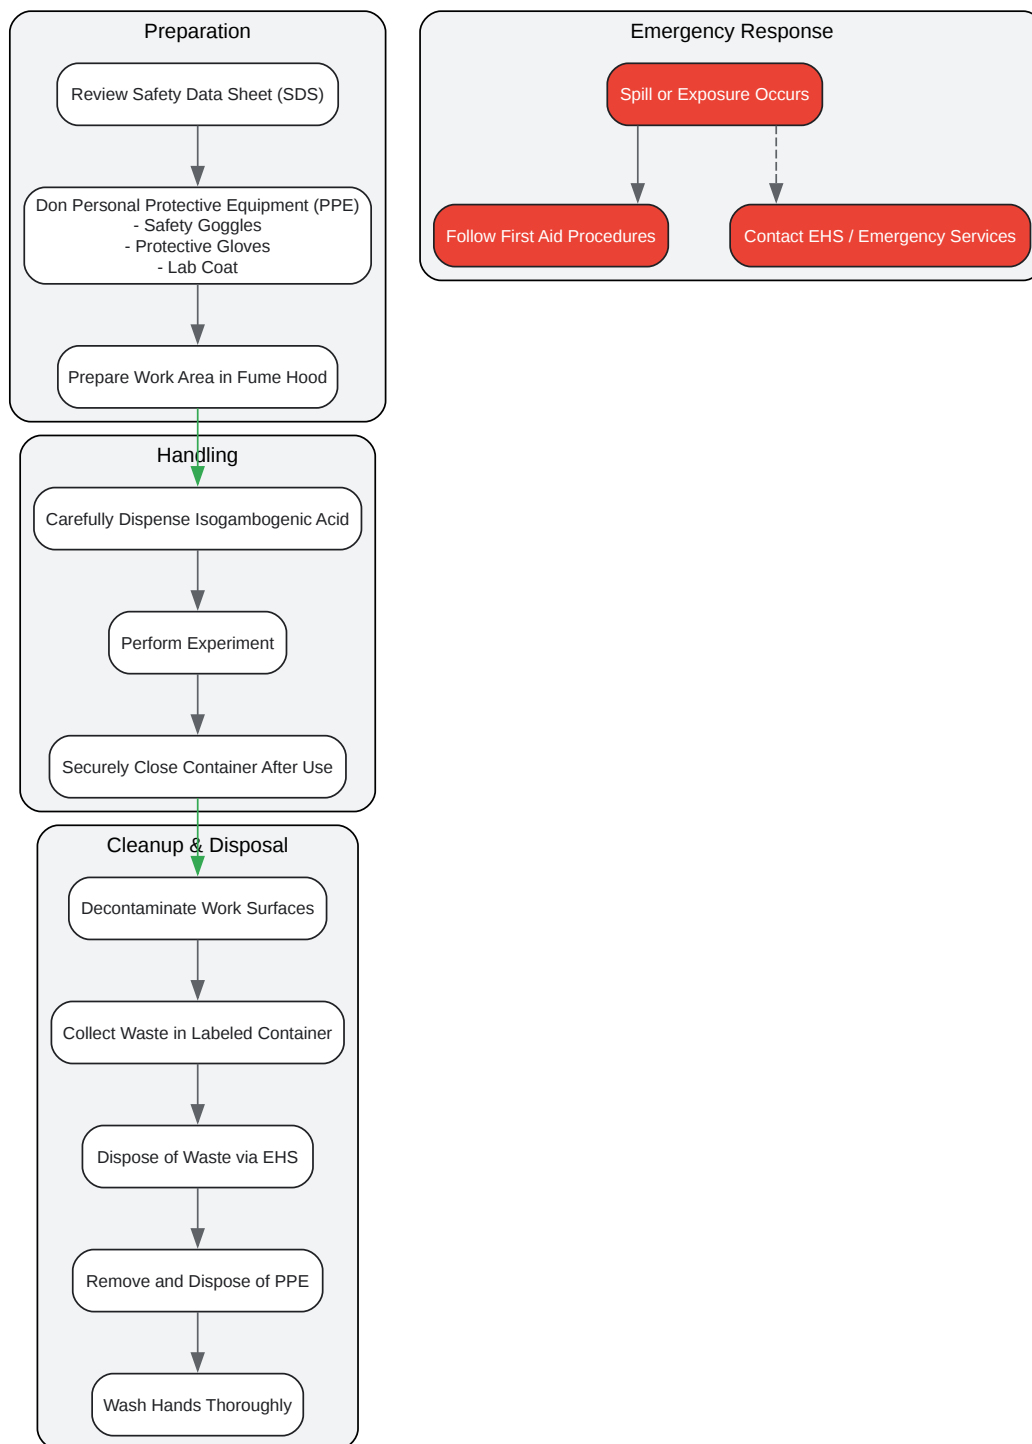 Preparation
Review Safety Data Sheet (SDS)
Don Personal Protective Equipment (PPE)
- Safety Goggles
- Protective Gloves
- Lab Coat
Prepare Work Area in Fume Hood
Handling
Carefully Dispense Isogambogenic Acid
Perform Experiment
Securely Close Container After Use
Cleanup & Disposal
Decontaminate Work Surfaces
Collect Waste in Labeled Container
Dispose of Waste via EHS
Remove and Dispose of PPE
Wash Hands Thoroughly
Emergency Response
Spill or Exposure Occurs
Follow First Aid Procedures
Contact EHS / Emergency Services